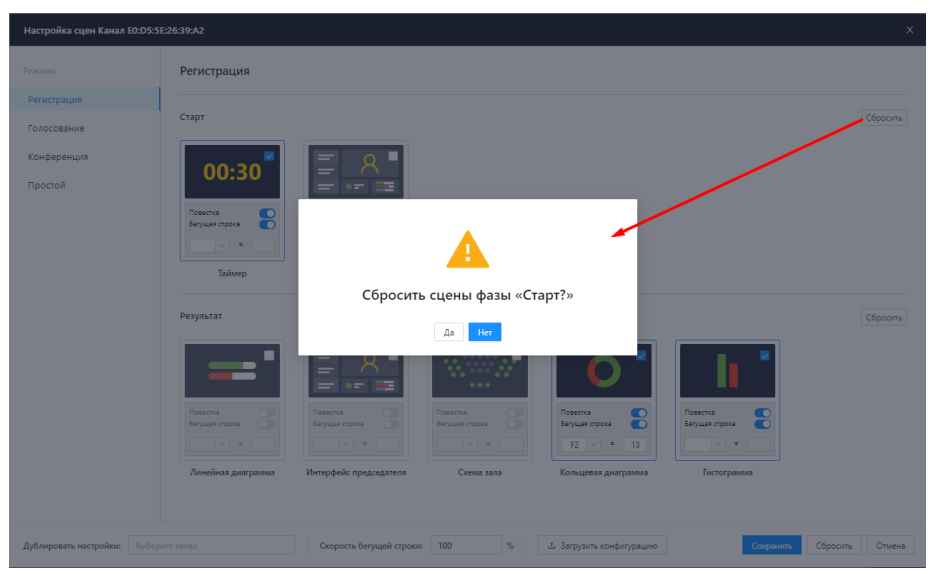 Настройка сцен Канал E0:D5:5E:26:39:A2 X
Режимы
Регистрация
Голосование
Конференция
Простой
Регистрация
Старт Сбросить
00:30
Повестка
Бегущая строка
=
Таймер
Сбросить сцены фазы «Старт?»
Да Нет
Результат Сбросить
Повестка Повестка Повестка Повестка Повестка
Бегущая строка Бегущая строка Бегущая строка Бегущая строка Бегущая строка
= = = F2 = 13 =
Линейная диаграмма Интерфейс председателя Схема зала Кольцевая диаграмма Гистограмма
Дублировать настройки: Выберите канал Скорость бегущей строки: 100 % Загрузить конфигурацию Сохранить Сбросить Отмена